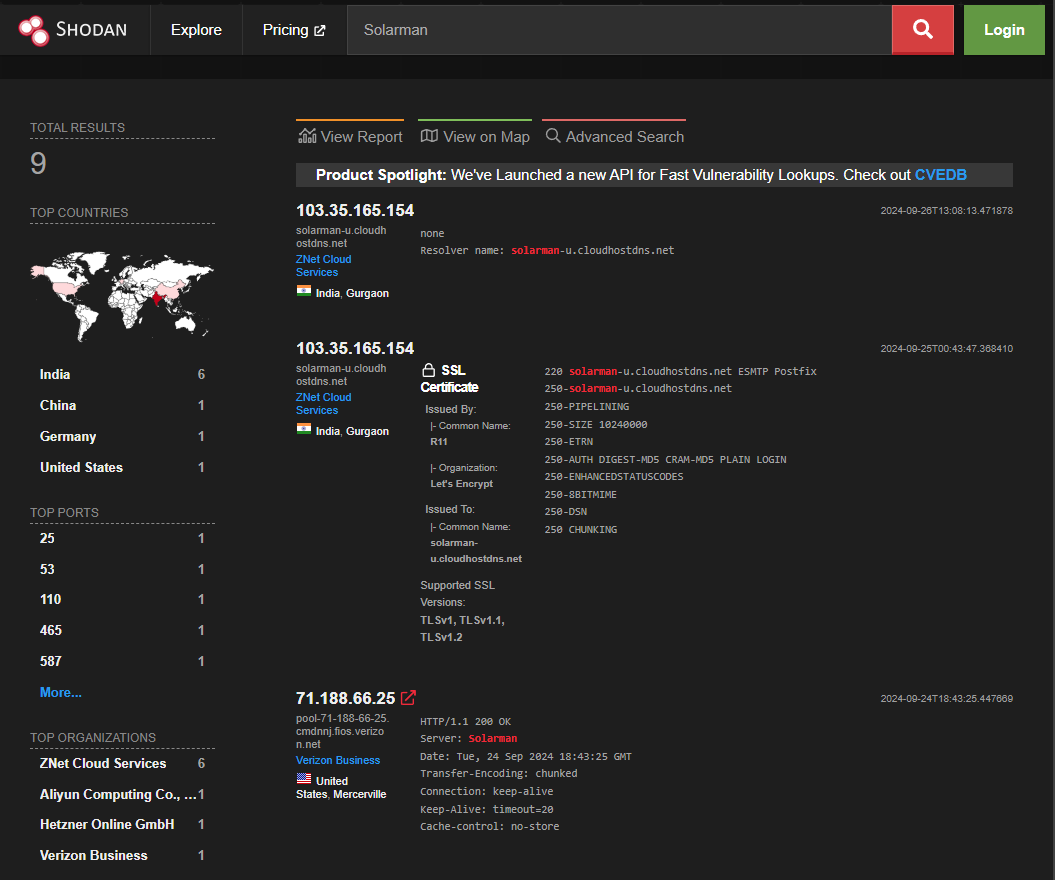 SHODAN
Explore
Pricing
Solarman
Login
TOTAL RESULTS
9
TOP COUNTRIES
India 6
China 1
Germany 1
United States 1
TOP PORTS
25 1
53 1
110 1
465 1
587 1
More...
TOP ORGANIZATIONS
ZNet Cloud Services 6
Aliyun Computing Co., ... 1
Hetzner Online GmbH 1
Verizon Business 1
View Report
View on Map
Advanced Search
Product Spotlight: We've Launched a new API for Fast Vulnerability Lookups. Check out CVEDB
103.35.165.154
2024-09-26T13:08:13.471878
solarman-u.cloudh
ostdns.net
ZNet Cloud
Services
India, Gurgaon
none
Resolver name: solarman-u.cloudhostdns.net
103.35.165.154
2024-09-25T00:43:47.368410
solarman-u.cloudh
ostdns.net
ZNet Cloud
Services
India, Gurgaon
SSL
Certificate
Issued By:
|- Common Name:
R11
|- Organization:
Let's Encrypt
Issued To:
|- Common Name:
solarman-
u.cloudhostdns.net
Supported SSL
Versions:
TLSv1, TLSv1.1,
TLSv1.2
220 solarman-u.cloudhostdns.net ESMTP Postfix
250-solarman-u.cloudhostdns.net
250-PIPELINING
250-SIZE 10240000
250-ETRN
250-AUTH DIGEST-MD5 CRAM-MD5 PLAIN LOGIN
250-ENHANCEDSTATUSCODES
250-8BITMIME
250-DSN
250 CHUNKING
71.188.66.25
2024-09-24T18:43:25.447669
pool-71-188-66-25.
cmdnnj.fios.verizo
n.net
Verizon Business
United
States, Mercerville
HTTP/1.1 200 OK
Server: Solarman
Date: Tue, 24 Sep 2024 18:43:25 GMT
Transfer-Encoding: chunked
Connection: keep-alive
Keep-Alive: timeout=20
Cache-control: no-store